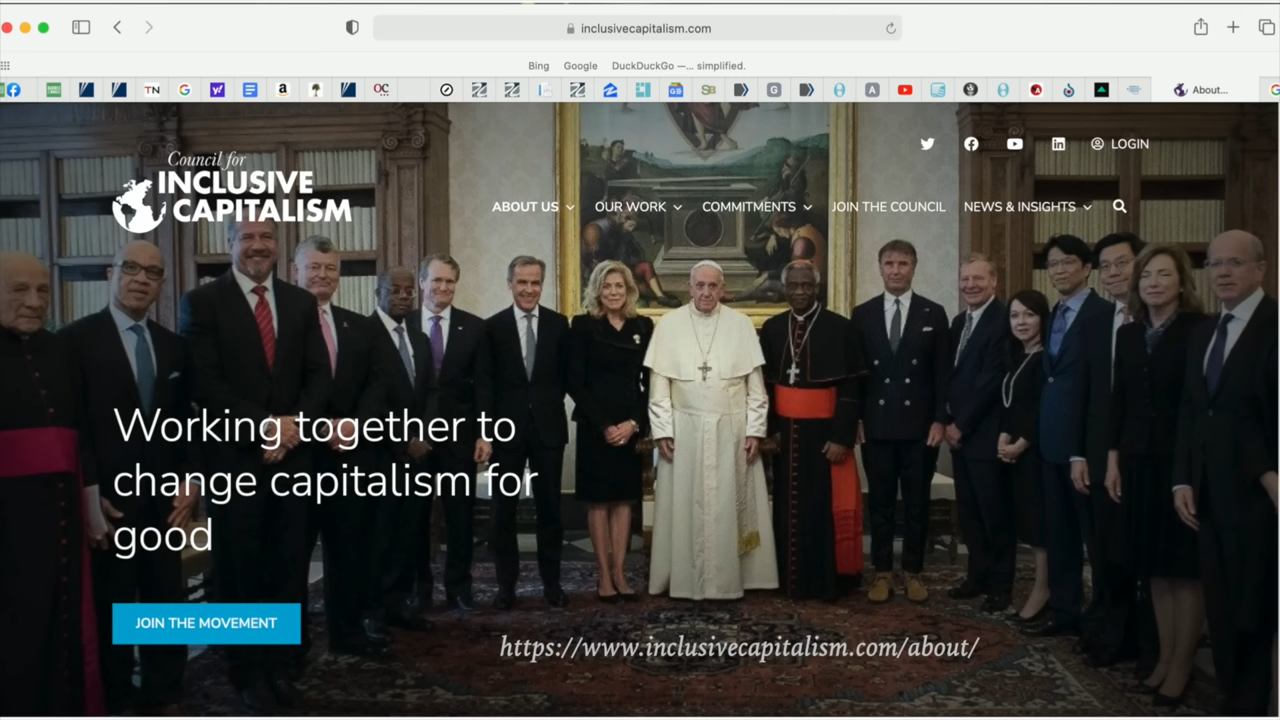 inclusivecapitalism.com
Bing Google DuckDuckGo —... simplified.
TN OC SB G A About...
LOGIN
Council for
INCLUSIVE
CAPITALISM
ABOUT US OUR WORK COMMITMENTS JOIN THE COUNCIL NEWS & INSIGHTS
Working together to
change capitalism for
good
JOIN THE MOVEMENT
https://www.inclusivecapitalism.com/about/